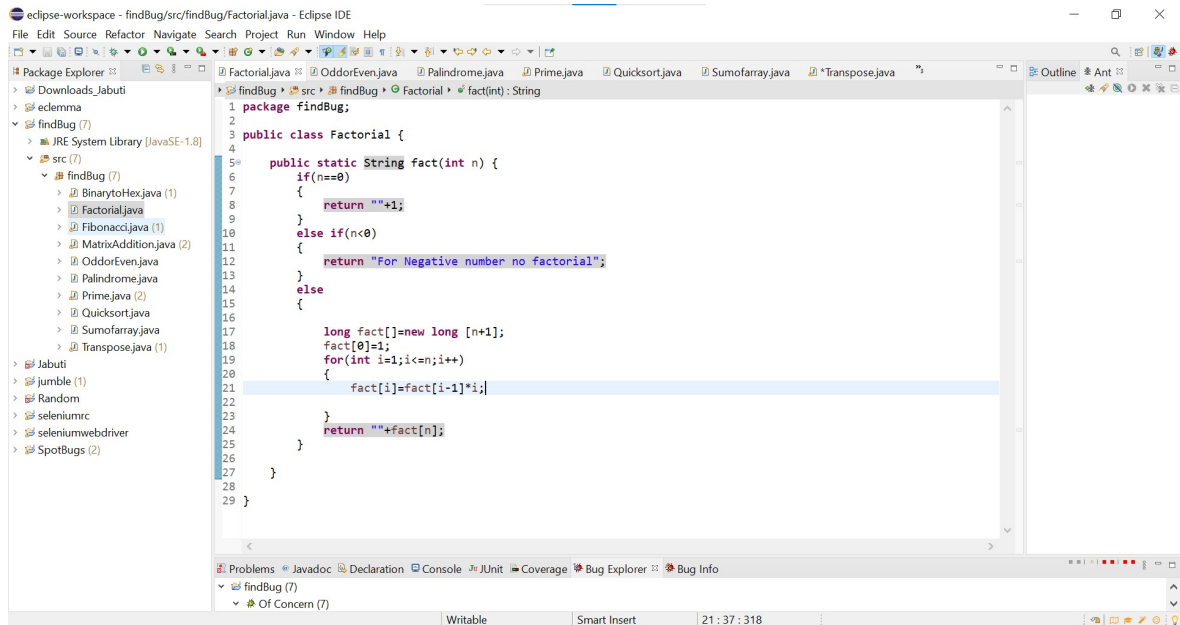 eclipse-workspace - findBug/src/findBug/Factorial.java - Eclipse IDE
File Edit Source Refactor Navigate Search Project Run Window Help
Package Explorer
Downloads_Jabuti
eclemma
findBug (7)
JRE System Library [JavaSE-1.8]
src (7)
findBug (7)
BinarytoHex.java (1)
Factorial.java
Fibonacci.java (1)
MatrixAddition.java (2)
OddorEven.java
Palindrome.java
Prime.java (2)
Quicksort.java
Sumofarray.java
Transpose.java (1)
Jabuti
jumble (1)
Random
seleniumrc
seleniumwebdriver
SpotBugs (2)
Factorial.java OddorEven.java Palindrome.java Prime.java Quicksort.java Sumofarray.java *Transpose.java
findBug src findBug Factorial fact(int) : String
1 package findBug;
2
3 public class Factorial {
4
5 public static String fact(int n) {
6 if(n==0)
7 {
8 return ""+1;
9 }
10 else if(n<0)
11 {
12 return "For Negative number no factorial";
13 }
14 else
15 {
16
17 long fact[]=new long [n+1];
18 fact[0]=1;
19 for(int i=1;i<=n;i++)
20 {
21 fact[i]=fact[i-1]*i;
22
23 }
24 return ""+fact[n];
25 }
26
27 }
28
29 }
Outline Ant
Problems Javadoc Declaration Console JUnit Coverage Bug Explorer Bug Info
findBug (7)
Of Concern (7)
Writable Smart Insert 21 : 37 : 318